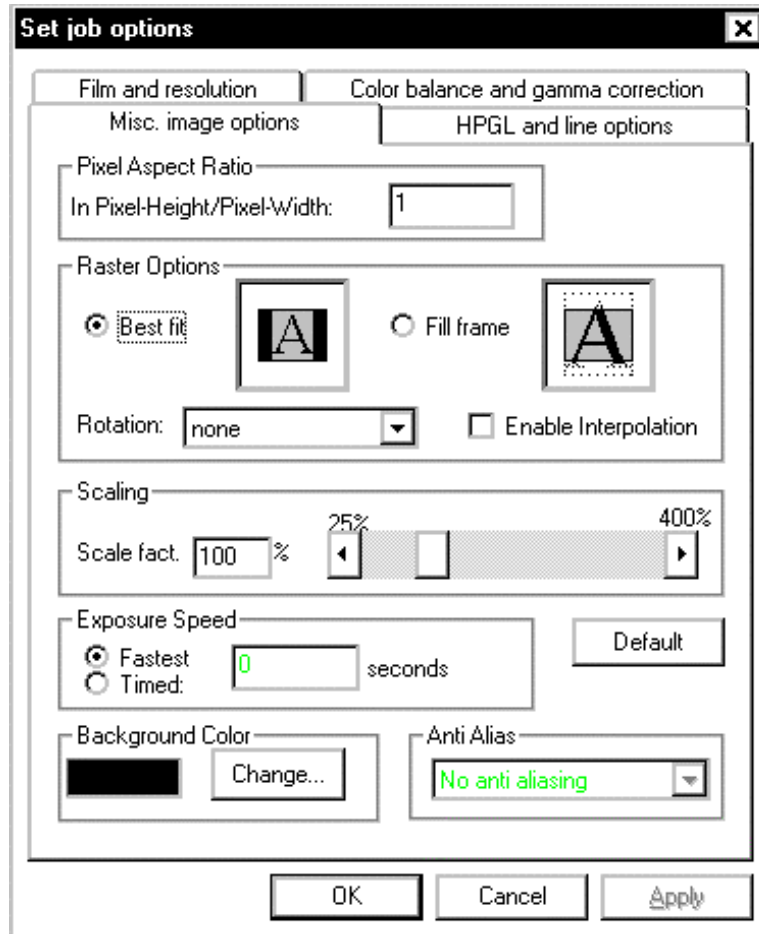 Set job options
Film and resolution
Color balance and gamma correction
Misc. image options
HPGL and line options
Pixel Aspect Ratio
In Pixel-Height/Pixel-Width: 1
Raster Options
Best fit A Fill frame A
Rotation: none Enable Interpolation
Scaling
25% 400%
Scale fact. 100 %
Exposure Speed
Fastest
Timed:
0 seconds
Default
Background Color
Change...
Anti Alias
No anti aliasing
OK Cancel Apply